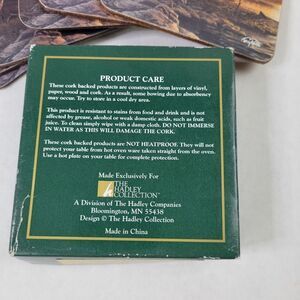 PRODUCT CARE
These cork backed products are constructed from layers of vinyl,
paper, wood and cork. As a result, some bowing due to absorbency
may occur. Try to store in a cool dry area.
This product is resistant to stains from food and drink and is not
affected by grease, alcohol or weak domestic acids, such as fruit
juice. To clean simply wipe with a damp cloth. DO NOT IMMERSE
IN WATER AS THIS WILL DAMAGE THE CORK.
These cork backed products are NOT HEATPROOF. They will not
protect your table from hot oven ware taken straight from the oven.
Use a hot plate on your table for complete protection.
Made Exclusively For
THE
HADLEY
COLLECTION
A Division of The Hadley Companies
Bloomington, MN 55438
Design © The Hadley Collection
Made in China